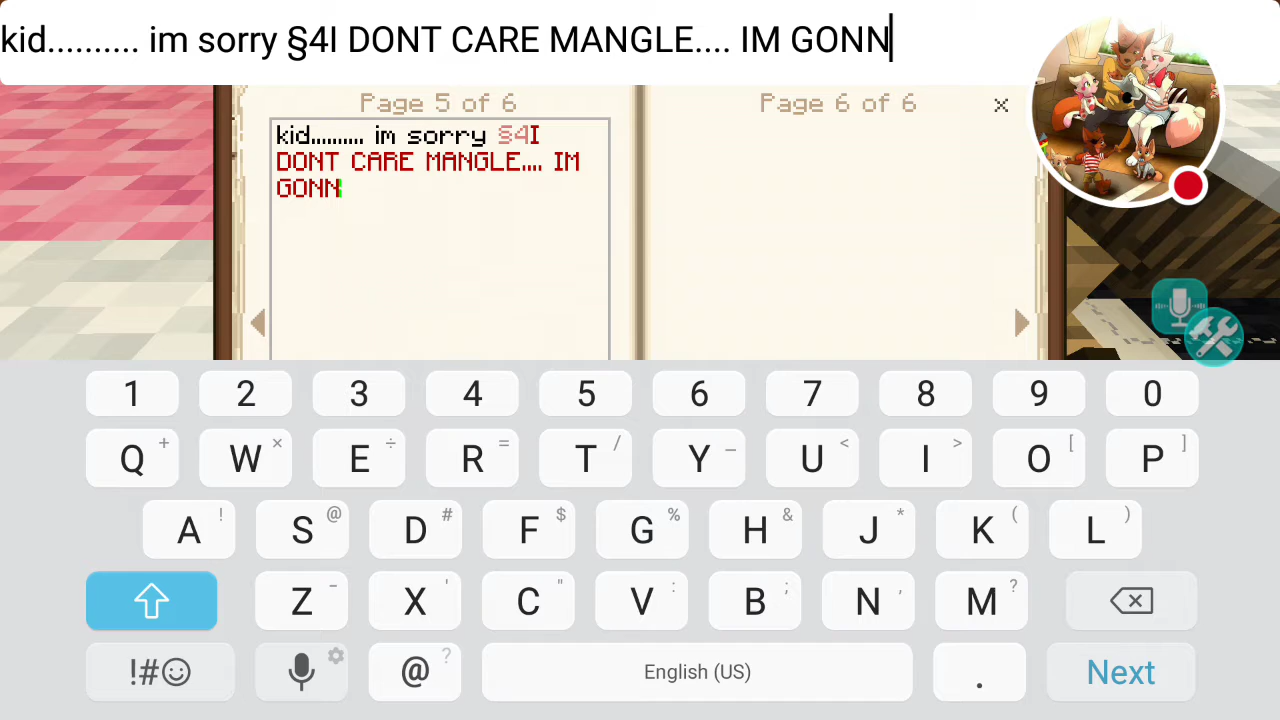 kid.......... im sorry §4I DONT CARE MANGLE.... IM GONN
Page 5 of 6
Page 6 of 6
x
kid.......... im sorry §4I
DONT CARE MANGLE.... IM
GONN
1 2 3 4 5 6 7 8 9 0
Q + W × E ÷ R = T / Y _ U < I > O [ P ]
A ! S @ D # F $ G % H & J * K ( L )
Z - X ' C " V : B ; N , M ?
!#☺ @ ? English (US) . Next